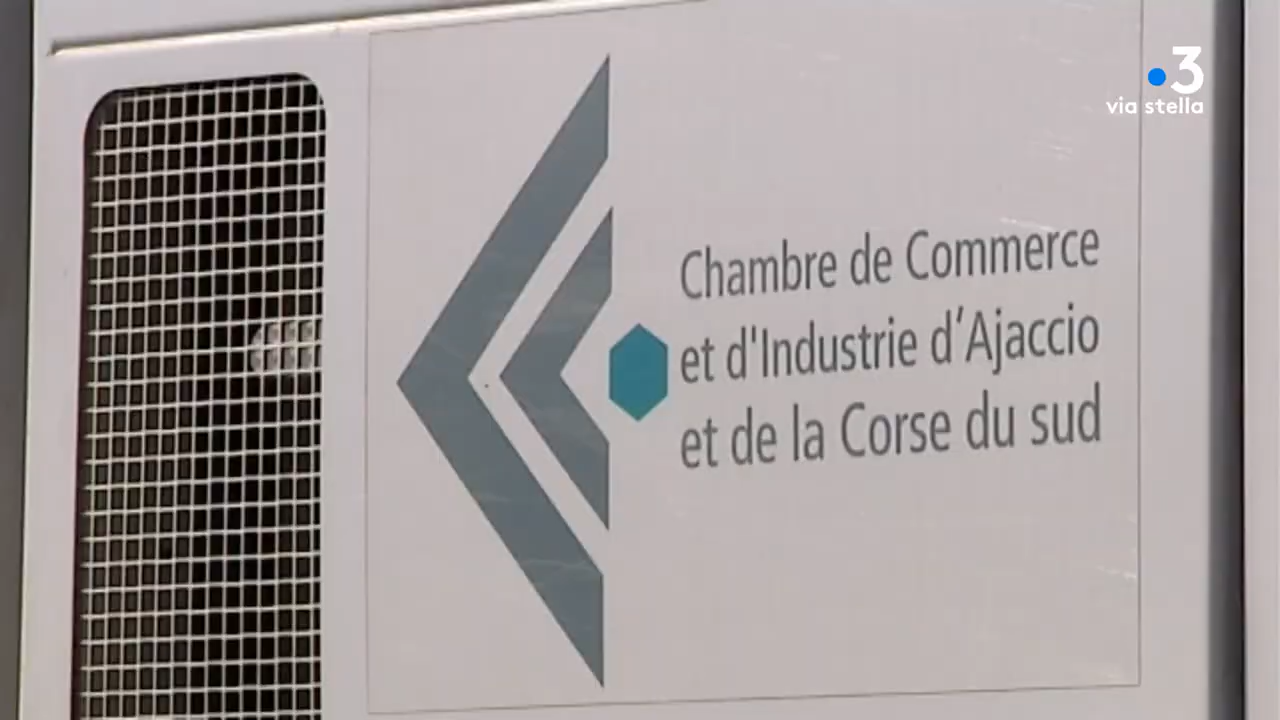 3
via stella
Chambre de Commerce
et d'Industrie d’Ajaccio
et de la Corse du sud